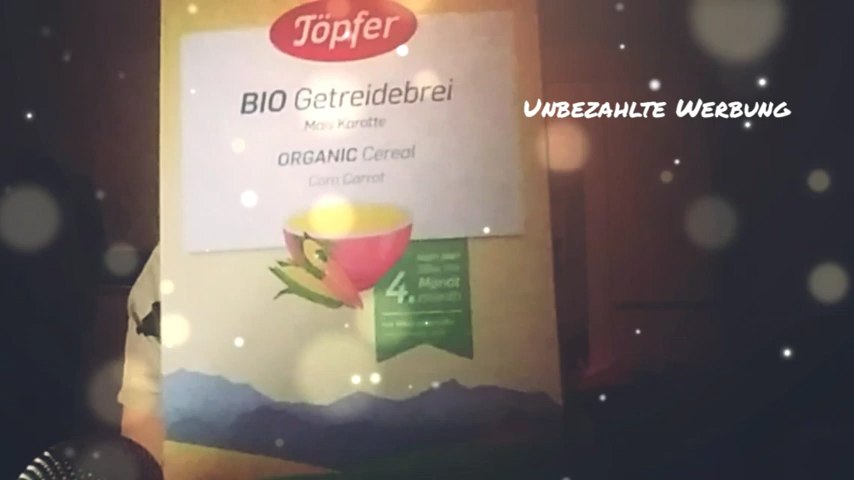 Töpfer
BIO Getreidebrei
Mais Karotte
ORGANIC Cereal
Corn Carrot
4. Monat
month
UNBEZAHLTE WERBUNG